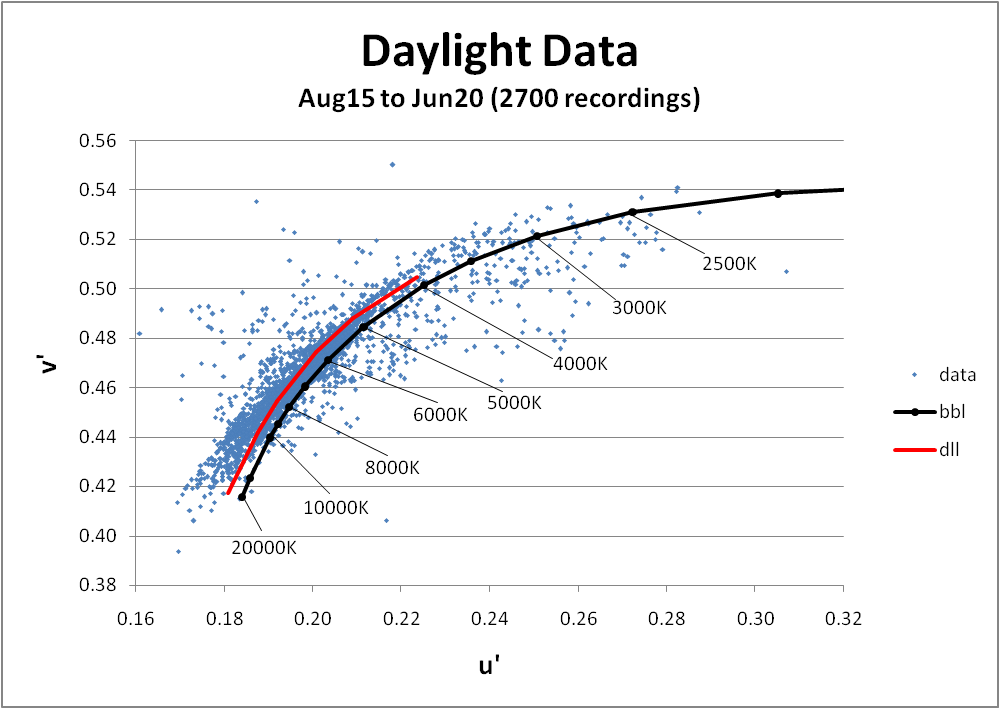 Daylight Data
Aug15 to Jun20 (2700 recordings)
0.56
0.54
0.52
0.50
0.48
0.46
0.44
0.42
0.40
0.38
v'
2500K
3000K
4000K
5000K
6000K
8000K
10000K
20000K
data
bbl
dll
0.16 0.18 0.20 0.22 0.24 0.26 0.28 0.30 0.32
u'